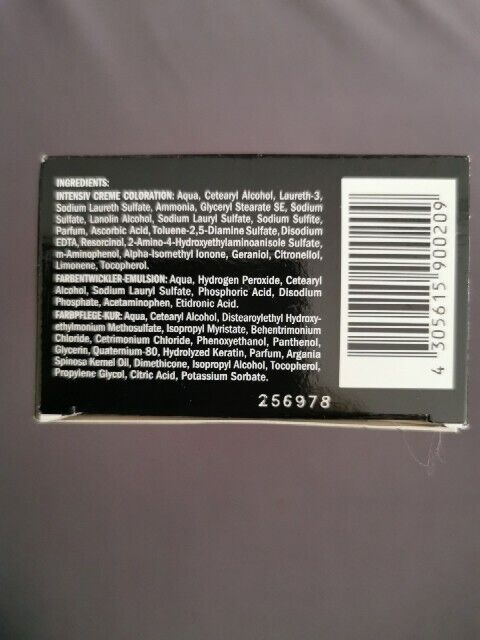 INGREDIENTS:
INTENSIV CREME COLORATION: Aqua, Cetearyl Alcohol, Laureth-3,
Sodium Laureth Sulfate, Ammonia, Glyceryl Stearate SE, Sodium
Sulfate, Lanolin Alcohol, Sodium Lauryl Sulfate, Sodium Sulfite,
Parfum, Ascorbic Acid, Toluene-2,5-Diamine Sulfate, Disodium
EDTA, Resorcinol, 2-Amino-4-Hydroxyethylaminoanisole Sulfate,
m-Aminophenol, Alpha-Isomethyl Ionone, Geraniol, Citronellol,
Limonene, Tocopherol.
FARBENTWICKLER-EMULSION: Aqua, Hydrogen Peroxide, Cetearyl
Alcohol, Sodium Lauryl Sulfate, Phosphoric Acid, Disodium
Phosphate, Acetaminophen, Etidronic Acid.
FARBPFLEGE-KUR: Aqua, Cetearyl Alcohol, Distearoylethyl Hydroxy-
ethylmonium Methosulfate, Isopropyl Myristate, Behentrimonium
Chloride, Cetrimonium Chloride, Phenoxyethanol, Panthenol,
Glycerin, Quaternium-80, Hydrolyzed Keratin, Parfum, Argania
Spinosa Kernel Oil, Dimethicone, Isopropyl Alcohol, Tocopherol,
Propylene Glycol, Citric Acid, Potassium Sorbate.
256978
4 305615 900209